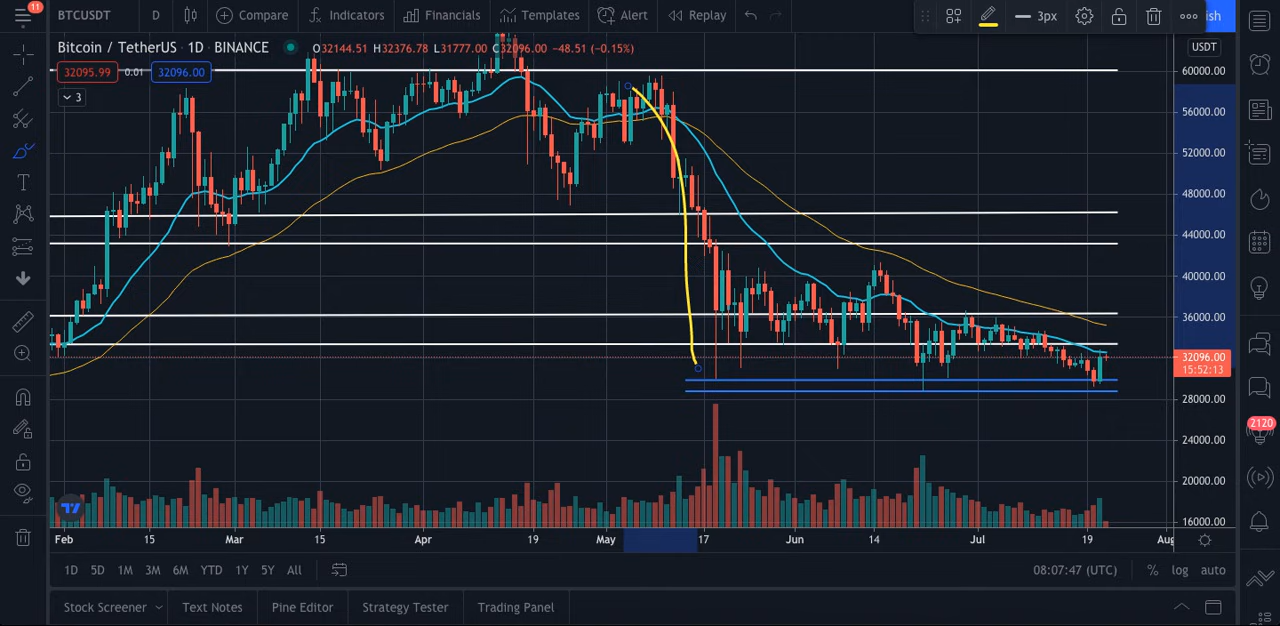 11
BTCUSDT D Compare Indicators Financials Templates Alert Replay 3px ish
Bitcoin / TetherUS · 1D · BINANCE O32144.51 H32376.78 L31777.00 C32096.00 −48.51 (−0.15%)
USDT
32095.99 0.01 32096.00
3
60000.00
56000.00
52000.00
48000.00
44000.00
40000.00
36000.00
32096.00
15:52:13
28000.00
24000.00
20000.00
16000.00
2120
Feb 15 Mar 15 Apr 19 May 17 Jun 14 Jul 19 Aug
1D 5D 1M 3M 6M YTD 1Y 5Y All 08:07:47 (UTC) % log auto
Stock Screener Text Notes Pine Editor Strategy Tester Trading Panel